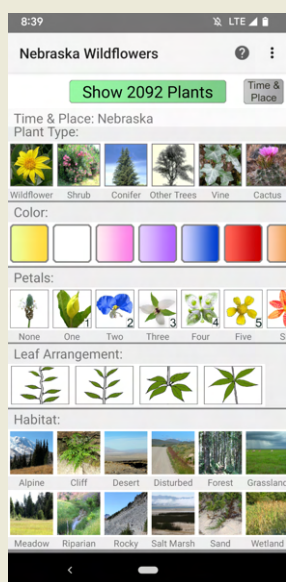 8:39 LTE
Nebraska Wildflowers ?
Show 2092 Plants
Time &
Place
Time & Place: Nebraska
Plant Type:
Wildflower Shrub Conifer Other Trees Vine Cactus
Color:
Petals:
1 2 3 4 5
None One Two Three Four Five S
Leaf Arrangement:
Habitat:
Alpine Cliff Desert Disturbed Forest Grassland
Meadow Riparian Rocky Salt Marsh Sand Wetland